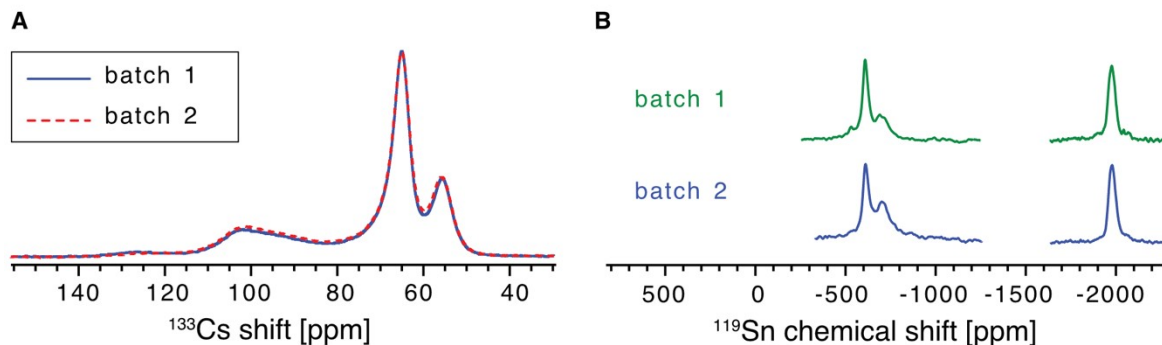 A
batch 1
batch 2
140 120 100 80 60 40
¹³³Cs shift [ppm]
B
batch 1
batch 2
500 0 -500 -1000 -1500 -2000
¹¹⁹Sn chemical shift [ppm]